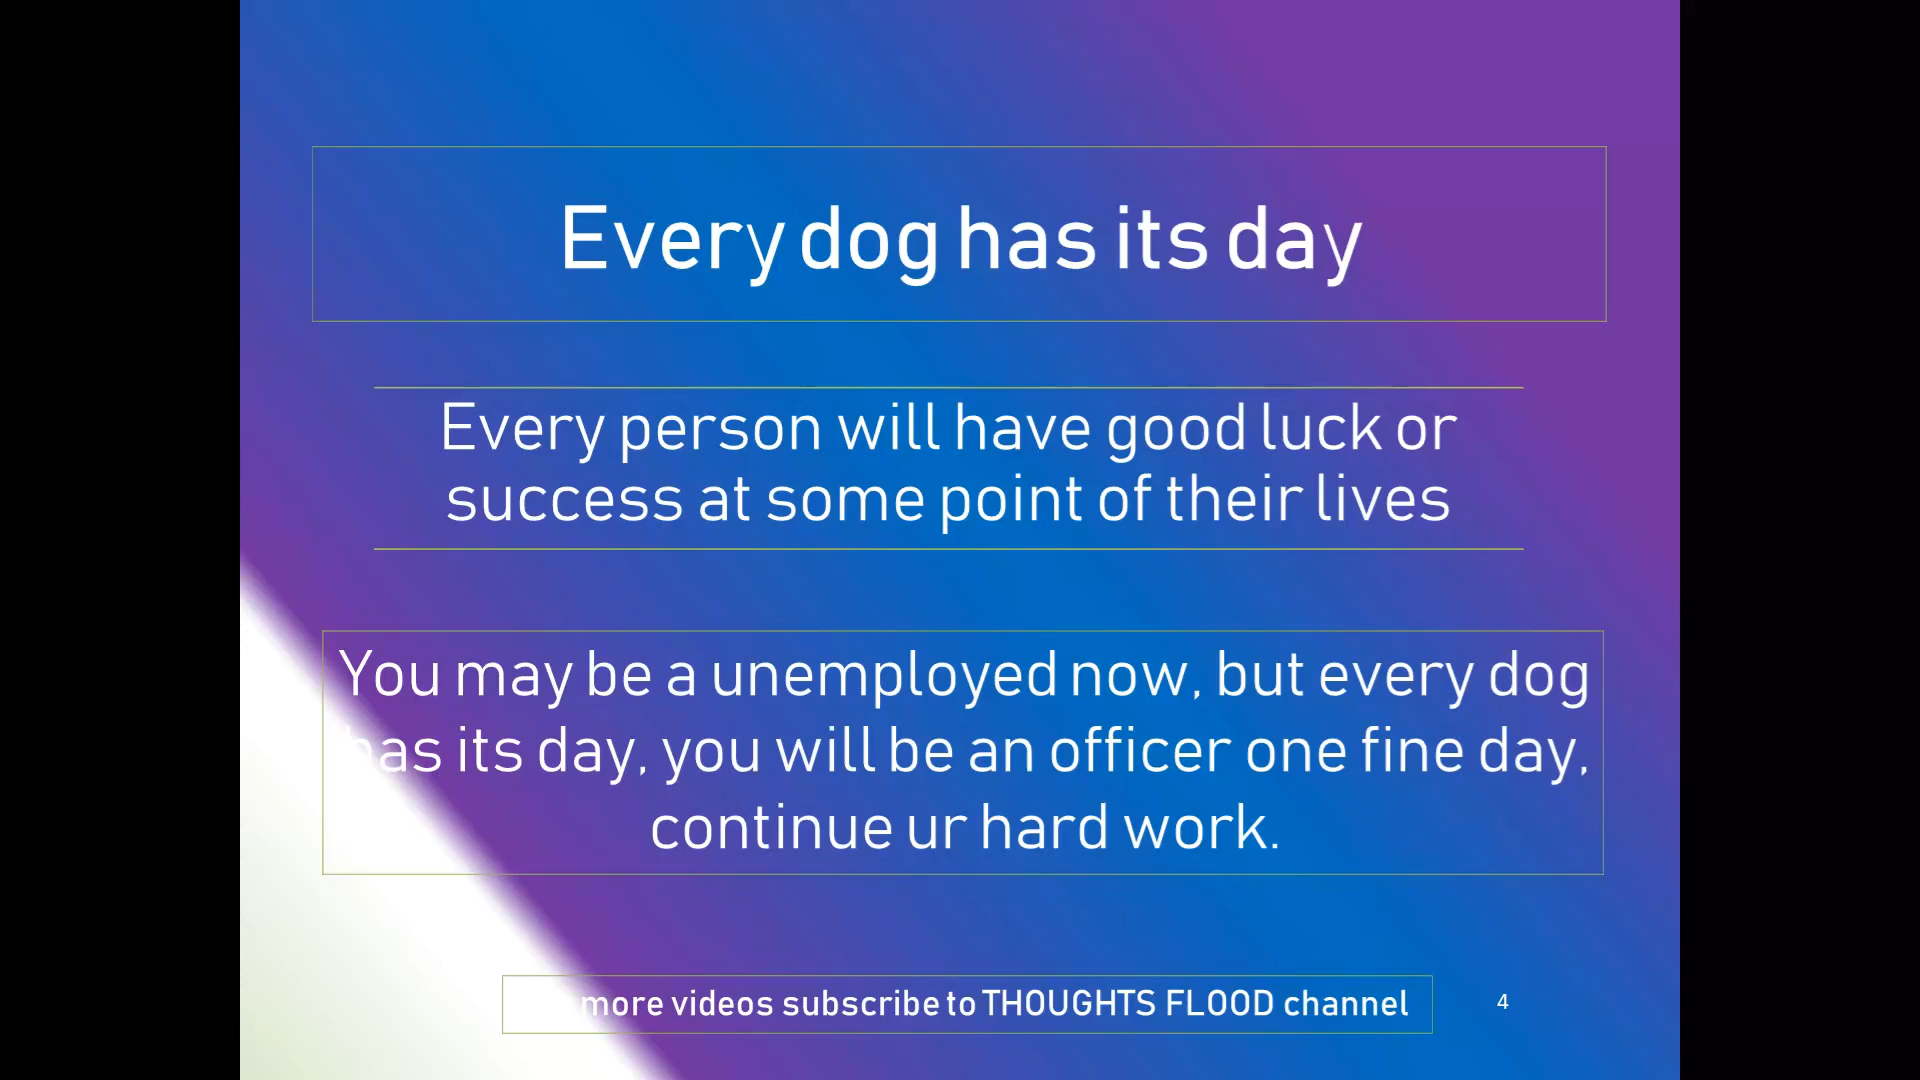 Every dog has its day
Every person will have good luck or
success at some point of their lives
You may be a unemployed now, but every dog
has its day, you will be an officer one fine day,
continue ur hard work.
more videos subscribe to THOUGHTS FLOOD channel
4